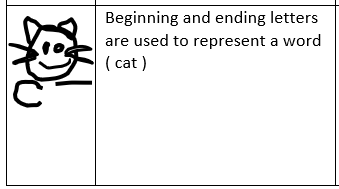 Beginning and ending letters
are used to represent a word
( cat )
C